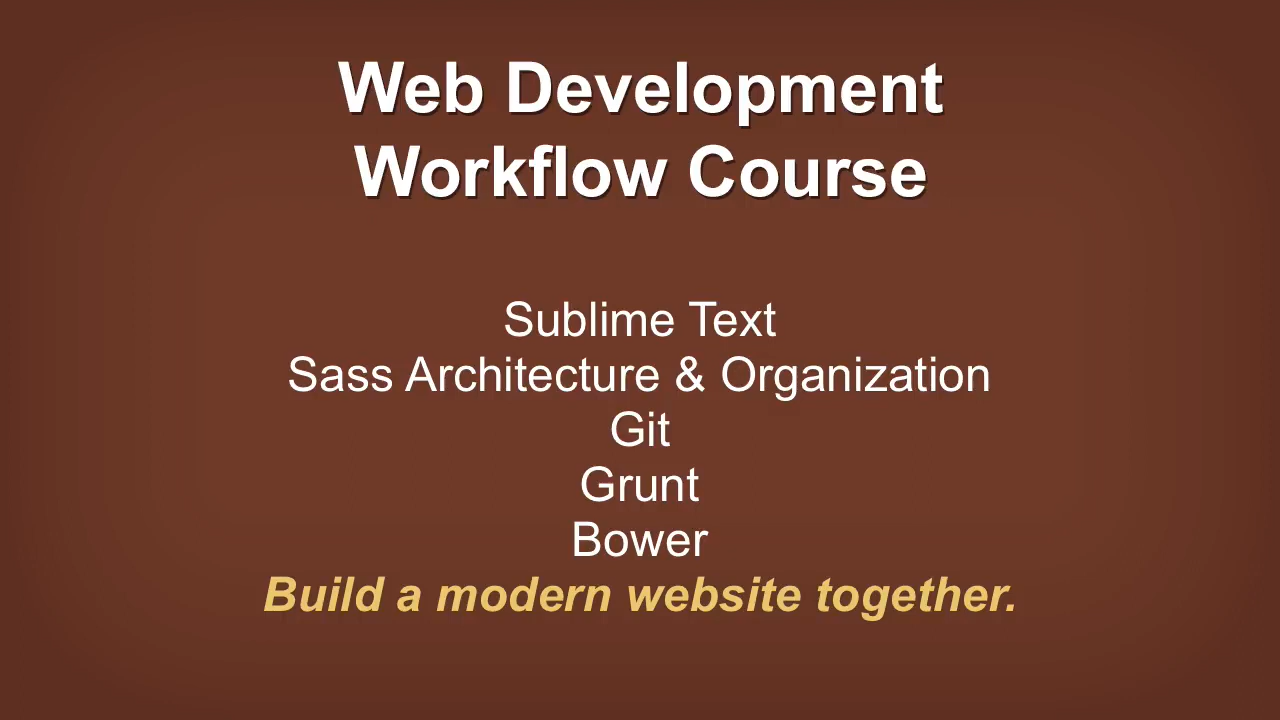 Web Development
Workflow Course
Sublime Text
Sass Architecture & Organization
Git
Grunt
Bower
Build a modern website together.